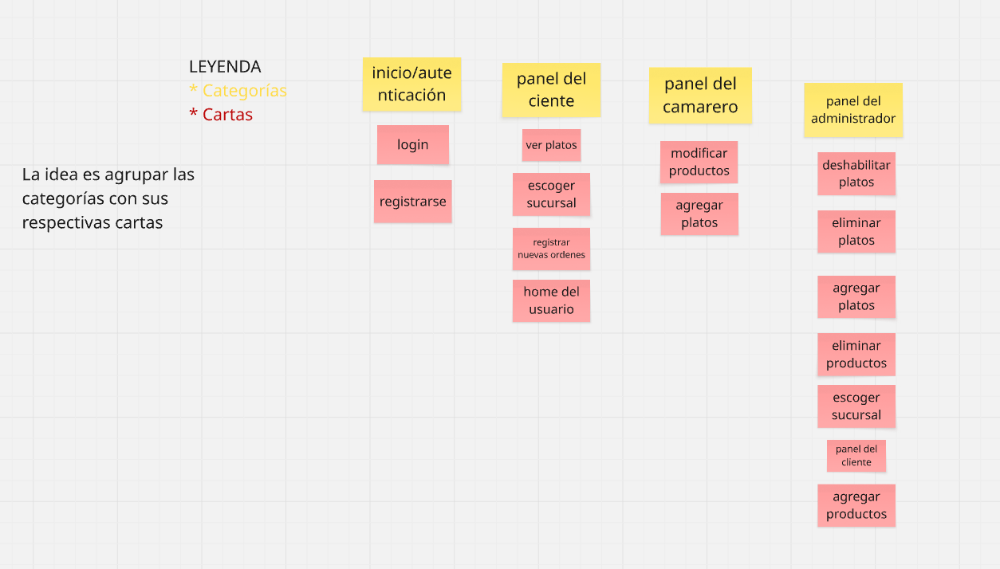 LEYENDA
* Categorías
* Cartas
La idea es agrupar las
categorías con sus
respectivas cartas
inicio/aute
nticación
login
registrarse
panel del
ciente
ver platos
escoger
sucursal
registrar
nuevas ordenes
home del
usuario
panel del
camarero
modificar
productos
agregar
platos
panel del
administrador
deshabilitar
platos
eliminar
platos
agregar
platos
eliminar
productos
escoger
sucursal
panel del
cliente
agregar
productos